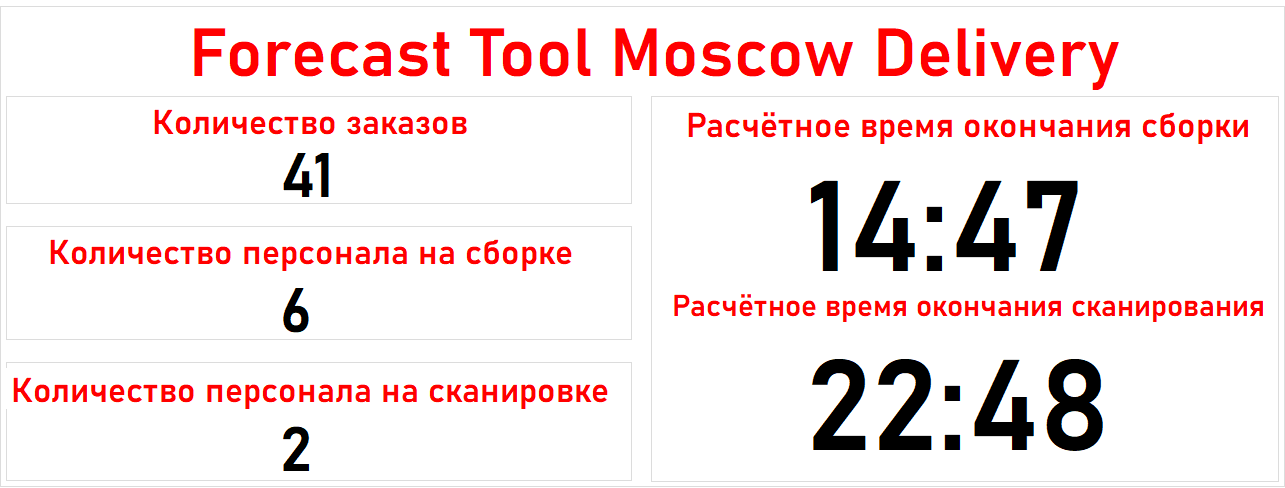 Forecast Tool Moscow Delivery
Количество заказов
41
Количество персонала на сборке
6
Количество персонала на сканировке
2
Расчётное время окончания сборки
14:47
Расчётное время окончания сканирования
22:48